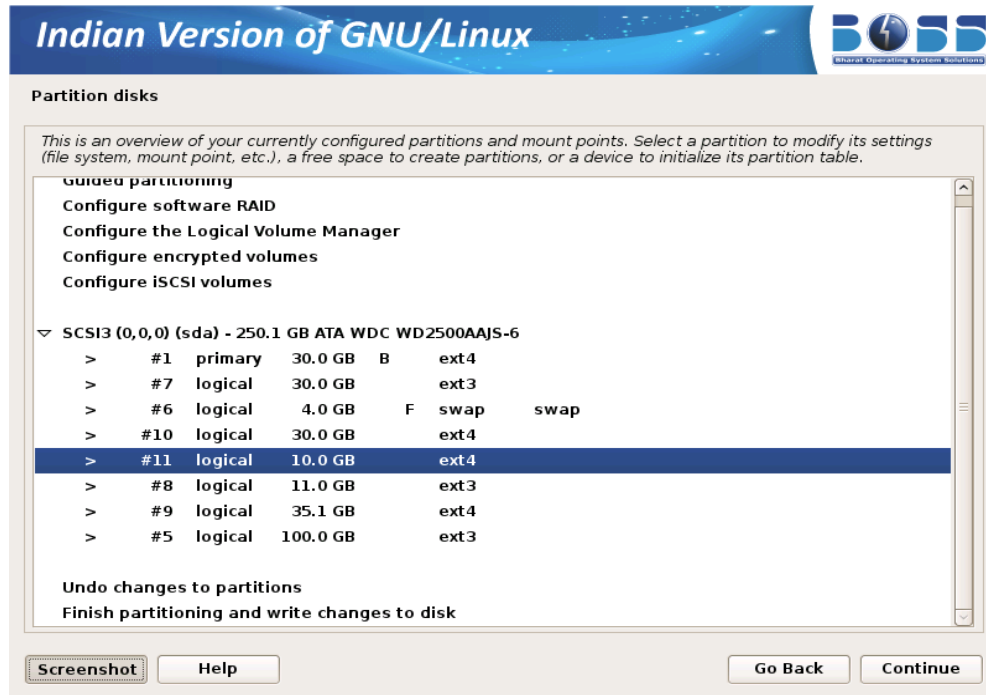 Indian Version of GNU/Linux
BOSS
Bharat Operating System Solutions
Partition disks
This is an overview of your currently configured partitions and mount points. Select a partition to modify its settings
(file system, mount point, etc.), a free space to create partitions, or a device to initialize its partition table.
Guided partitioning
Configure software RAID
Configure the Logical Volume Manager
Configure encrypted volumes
Configure iSCSI volumes
SCSI3 (0,0,0) (sda) - 250.1 GB ATA WDC WD2500AAJS-6
> #1 primary 30.0 GB B ext4
> #7 logical 30.0 GB ext3
> #6 logical 4.0 GB F swap swap
> #10 logical 30.0 GB ext4
> #11 logical 10.0 GB ext4
> #8 logical 11.0 GB ext3
> #9 logical 35.1 GB ext4
> #5 logical 100.0 GB ext3
Undo changes to partitions
Finish partitioning and write changes to disk
Screenshot Help Go Back Continue